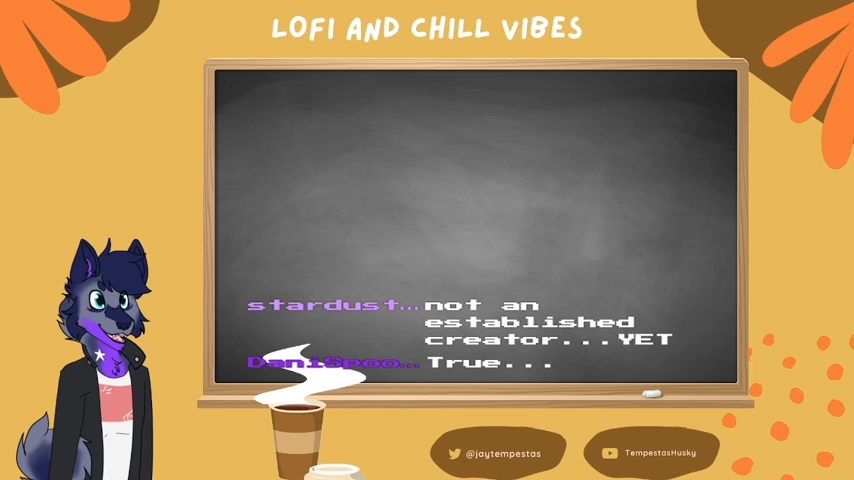 LOFI AND CHILL VIBES
stardust... not an
established
creator...YET
DaniSpoo... True...
@jaytempestas
TempestasHusky